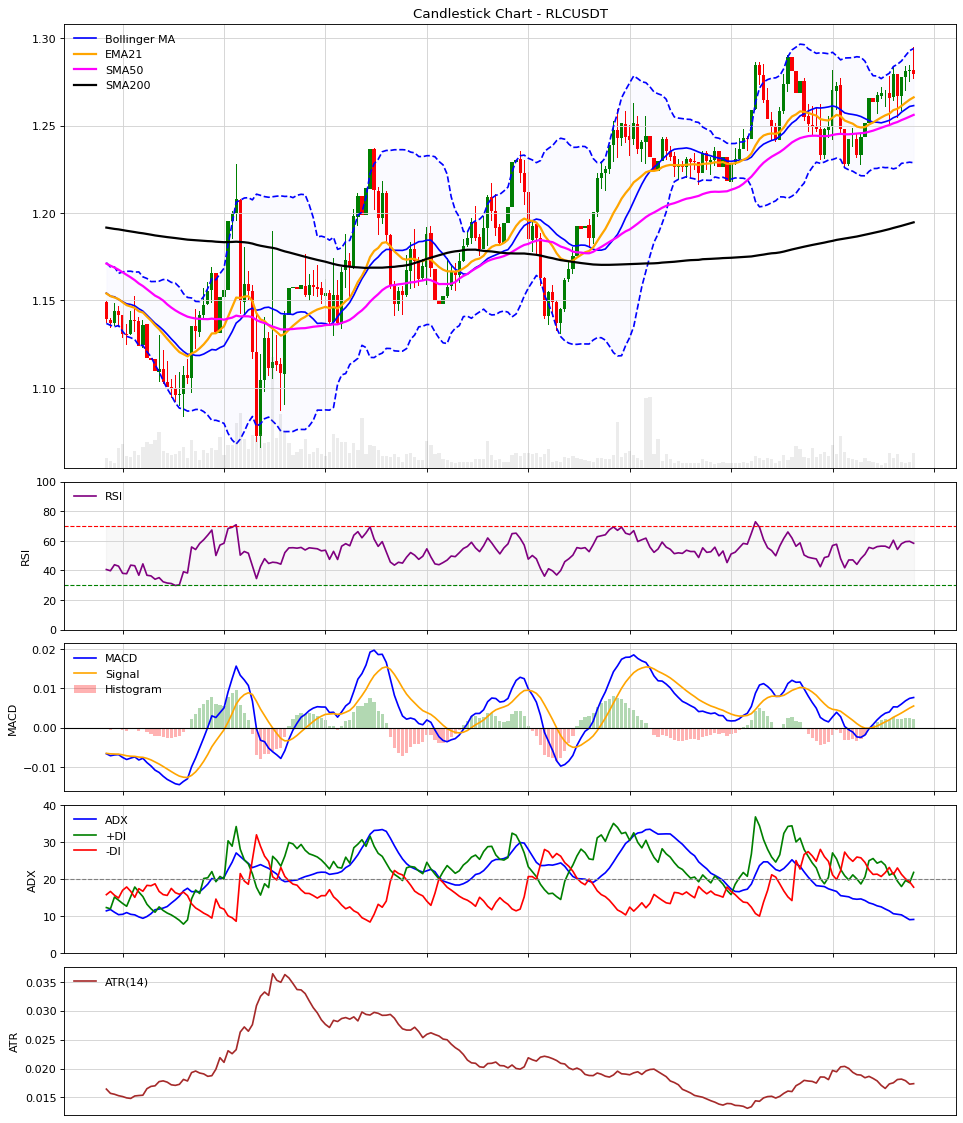 Candlestick Chart - RLCUSDT
Bollinger MA
EMA21
SMA50
SMA200
1.30
1.25
1.20
1.15
1.10
RSI
100
80
60
40
20
0
RSI
MACD
Signal
Histogram
0.02
0.01
0.00
−0.01
MACD
ADX
+DI
-DI
40
30
20
10
0
ADX
ATR(14)
0.035
0.030
0.025
0.020
0.015
ATR